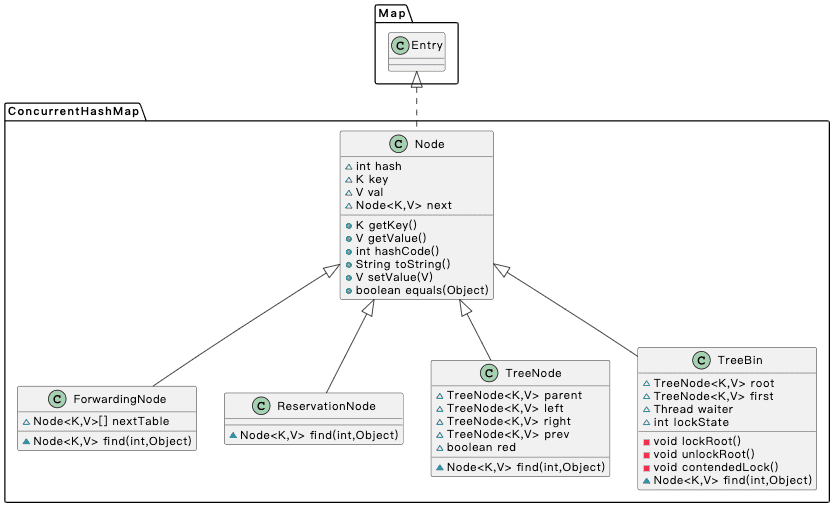 Map
C Entry
ConcurrentHashMap
C Node
int hash
K key
V val
Node<K,V> next
K getKey()
V getValue()
int hashCode()
String toString()
V setValue(V)
boolean equals(Object)
C ForwardingNode
Node<K,V>[] nextTable
Node<K,V> find(int,Object)
C ReservationNode
Node<K,V> find(int,Object)
C TreeNode
TreeNode<K,V> parent
TreeNode<K,V> left
TreeNode<K,V> right
TreeNode<K,V> prev
boolean red
Node<K,V> find(int,Object)
C TreeBin
TreeNode<K,V> root
TreeNode<K,V> first
Thread waiter
int lockState
void lockRoot()
void unlockRoot()
void contendedLock()
Node<K,V> find(int,Object)